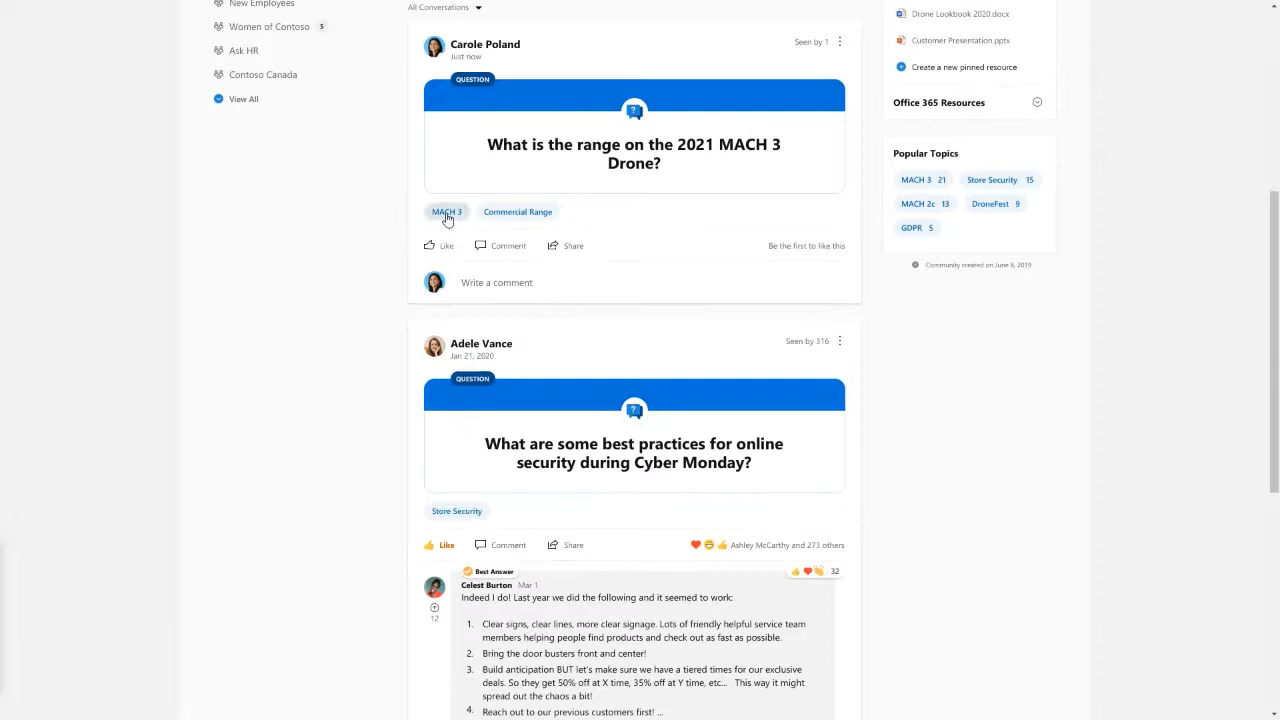 New Employees
Women of Contoso 5
Ask HR
Contoso Canada
View All
All Conversations
Carole Poland
Just now
Seen by 1
QUESTION
What is the range on the 2021 MACH 3
Drone?
MACH 3 Commercial Range
Like Comment Share Be the first to like this
Write a comment
Adele Vance
Jan 21, 2020
Seen by 316
QUESTION
What are some best practices for online
security during Cyber Monday?
Store Security
Like Comment Share Ashley McCarthy and 273 others
Best Answer 32
Celest Burton Mar 1
12
Indeed I do! Last year we did the following and it seemed to work:
1. Clear signs, clear lines, more clear signage. Lots of friendly helpful service team
members helping people find products and check out as fast as possible.
2. Bring the door busters front and center!
3. Build anticipation BUT let's make sure we have a tiered times for our exclusive
deals. So they get 50% off at X time, 35% off at Y time, etc... This way it might
spread out the chaos a bit!
4. Reach out to our previous customers first! ...
Drone Lookbook 2020.docx
Customer Presentation.pptx
Create a new pinned resource
Office 365 Resources
Popular Topics
MACH 3 21 Store Security 15
MACH 2c 13 DroneFest 9
GDPR 5
Community created on June 6, 2019